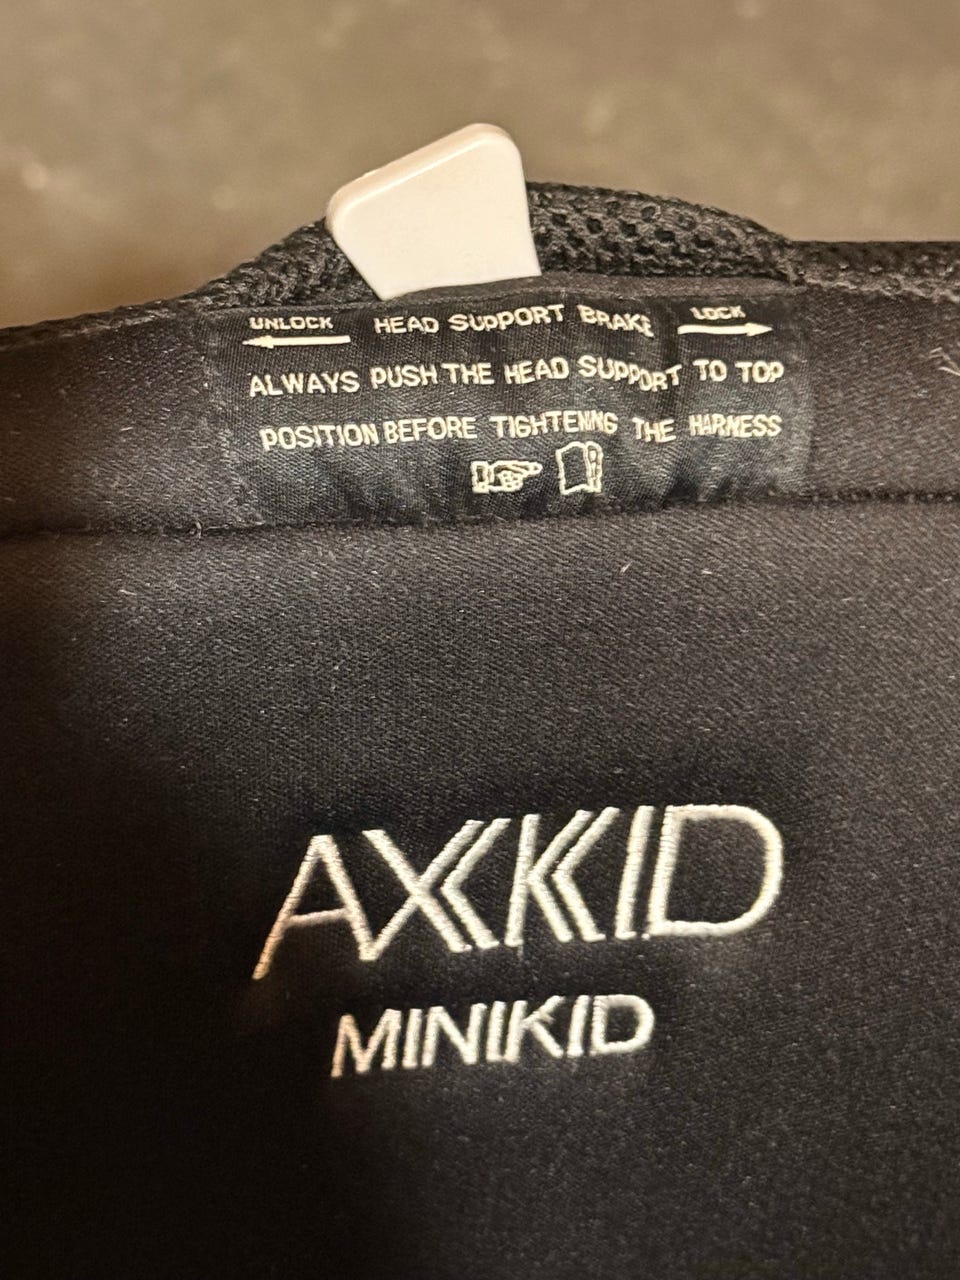 UNLOCK HEAD SUPPORT BRAKE LOCK
ALWAYS PUSH THE HEAD SUPPORT TO TOP
POSITION BEFORE TIGHTENING THE HARNESS
AXKID
MINIKID